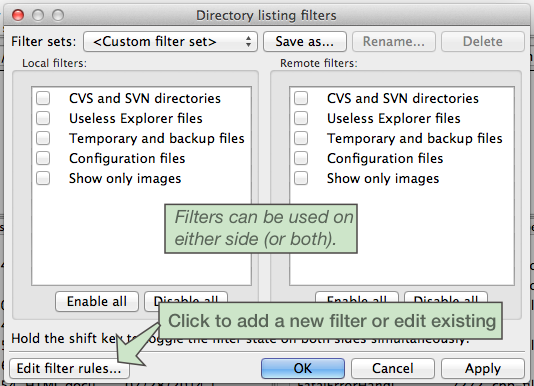 Directory listing filters
Filter sets: <Custom filter set> Save as... Rename... Delete
Local filters: Remote filters:
CVS and SVN directories CVS and SVN directories
Useless Explorer files Useless Explorer files
Temporary and backup files Temporary and backup files
Configuration files Configuration files
Show only images Show only images
Filters can be used on
either side (or both).
Enable all Disable all Enable all Disable all
Click to add a new filter or edit existing
Hold the shift key to toggle the filter state on both sides simultaneously.
Edit filter rules... OK Cancel Apply